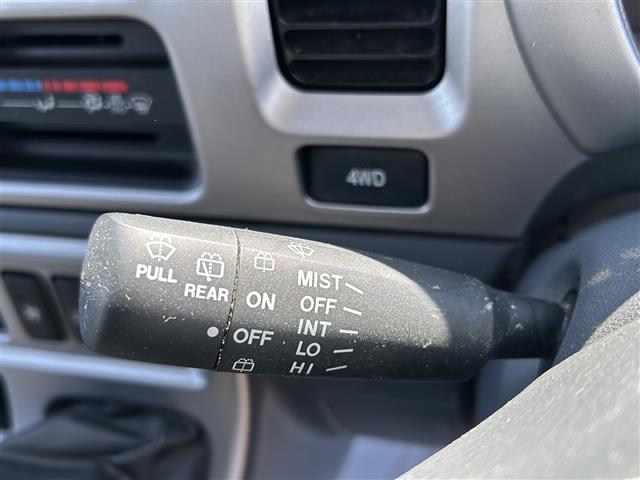 4WD
PULL
REAR
ON
OFF
MIST
OFF
INT
LO
HI